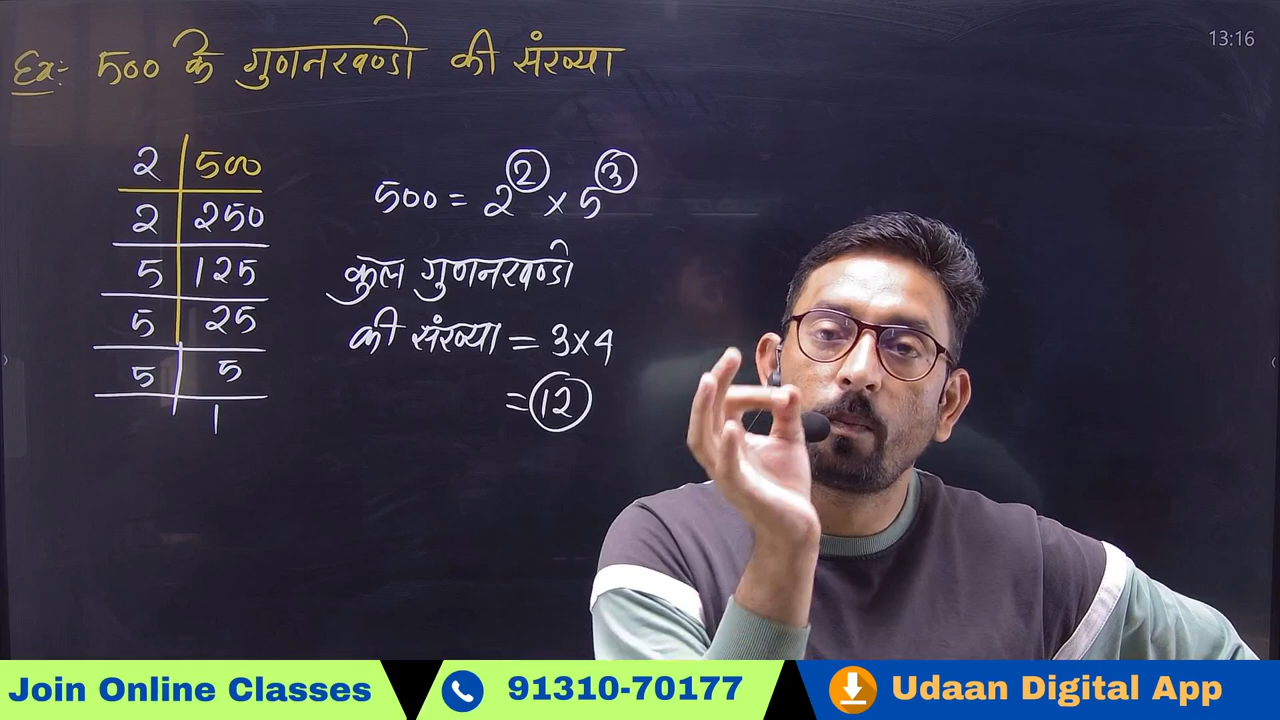 Ex:- 500 के गुणनखण्डो की संख्या
13:16
2 | 500
2 | 250
5 | 125
5 | 25
5 | 5
1
500 = 2² × 5³
कुल गुणनखण्डो
की संख्या = 3×4
= 12
Join Online Classes
91310-70177
Udaan Digital App